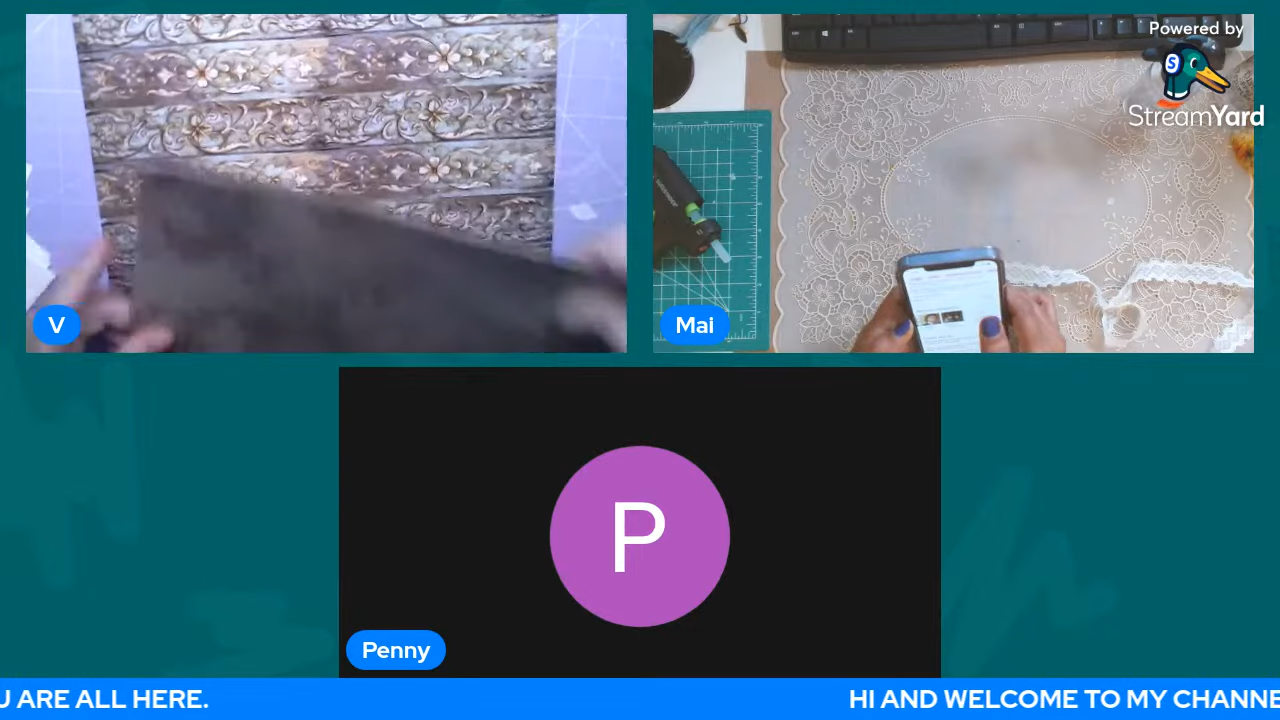 Powered by
S
StreamYard
V
Mai
P
Penny
U ARE ALL HERE.
HI AND WELCOME TO MY CHANNE